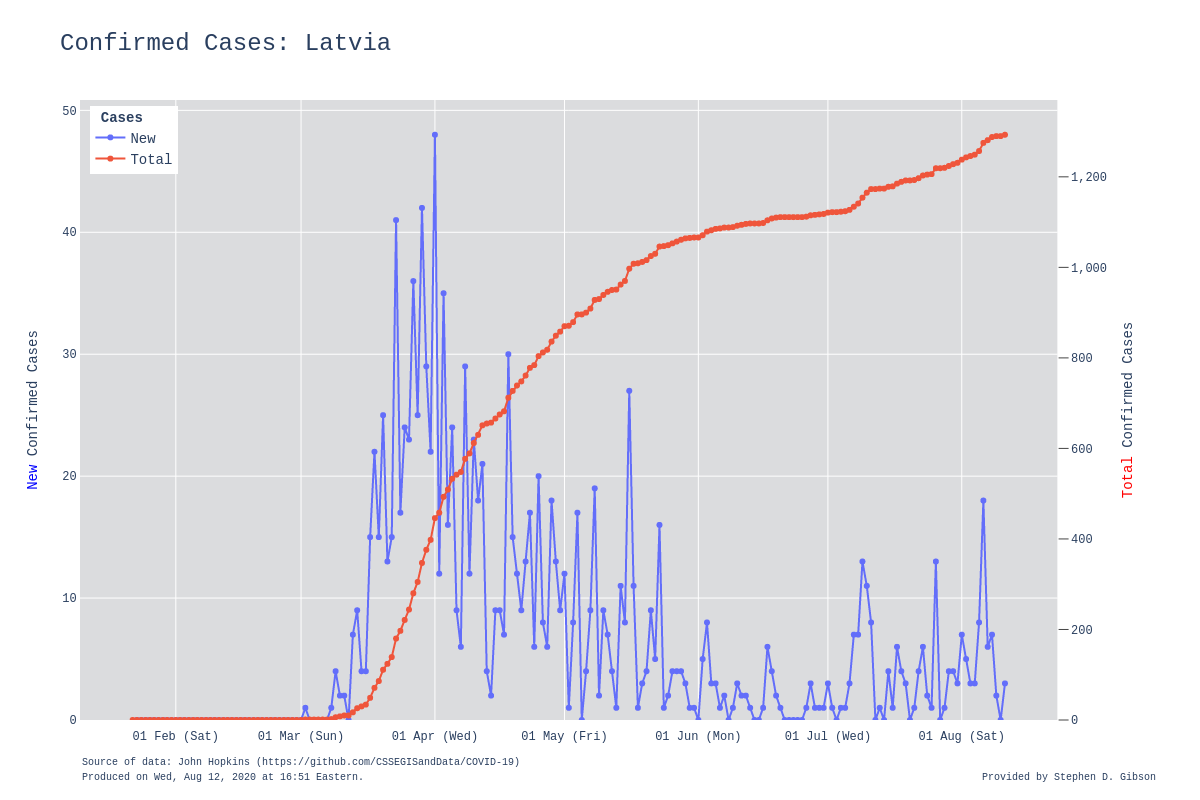 Confirmed Cases: Latvia
Cases
New
Total
50
40
30
20
10
0
New Confirmed Cases
1,200
1,000
800
600
400
200
0
Total Confirmed Cases
01 Feb (Sat) 01 Mar (Sun) 01 Apr (Wed) 01 May (Fri) 01 Jun (Mon) 01 Jul (Wed) 01 Aug (Sat)
Source of data: John Hopkins (https://github.com/CSSEGISandData/COVID-19)
Produced on Wed, Aug 12, 2020 at 16:51 Eastern.
Provided by Stephen D. Gibson